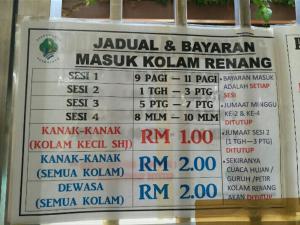 JADUAL & BAYARAN
MASUK KOLAM RENANG
SESI 1 9 PAGI — 11 PAGI
SESI 2 1 TGH — 3 PTG
SESI 3 5 PTG — 7 PTG
SESI 4 8 MLM — 10 MLM
KANAK-KANAK
(KOLAM KECIL SHJ)
RM 1.00
KANAK-KANAK
(SEMUA KOLAM)
RM 2.00
DEWASA
(SEMUA KOLAM)
RM 2.00
•BAYARAN MASUK
ADALAH SETIAP
SESI
•JUMAAT MINGGU
KE-2 & KE-4
DITUTUP
•JUMAAT SESI 2
(1 TGH — 3 PTG)
DITUTUP
•SEKIRANYA
CUACA HUJAN /
GURUH /PETIR
KOLAM RENANG
AKAN DITUTUP